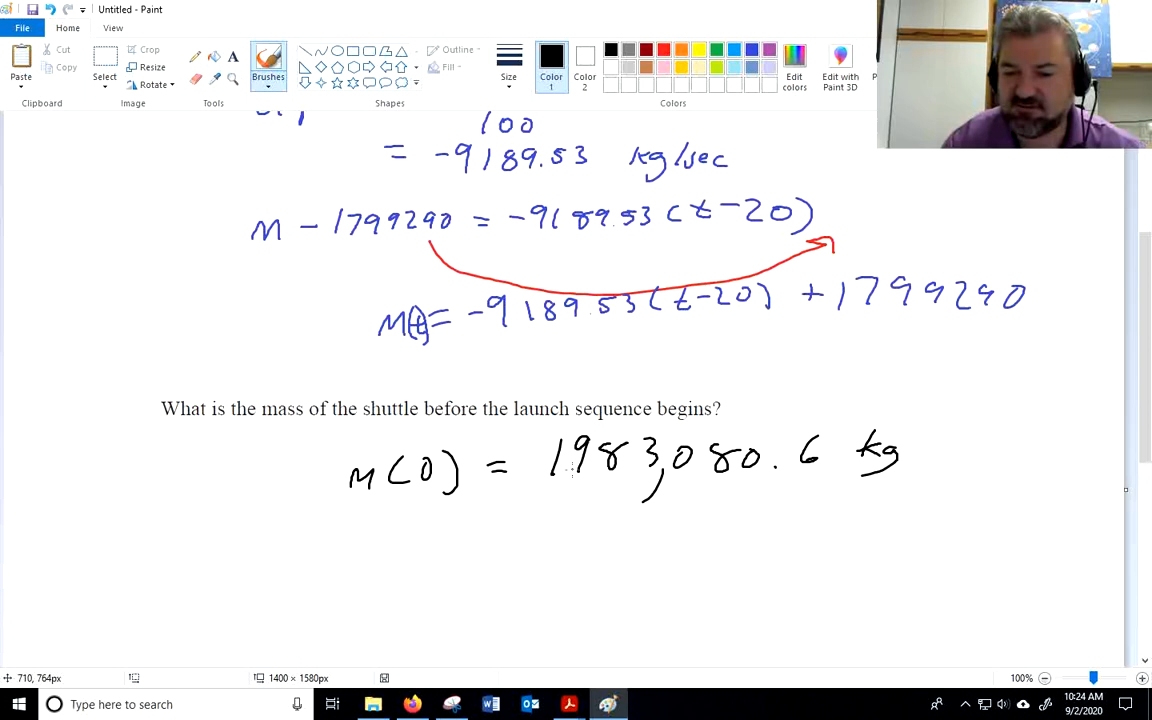 Untitled - Paint
File Home View
Paste
Cut
Copy
Clipboard
Select
Crop
Resize
Rotate
Image
A
Tools
Brushes
Outline
Fill
Shapes
Size
Color 1
Color 2
Edit colors
Edit with Paint 3D
Colors
100
= -9189.53 kg/sec
M - 1799290 = -9189.53 (t-20)
M(t)= -9189.53 (t-20) + 1799290
What is the mass of the shuttle before the launch sequence begins?
M(0) = 1983,080.6 kg
710, 764px
1400 × 1580px
100%
Type here to search
10:24 AM
9/2/2020